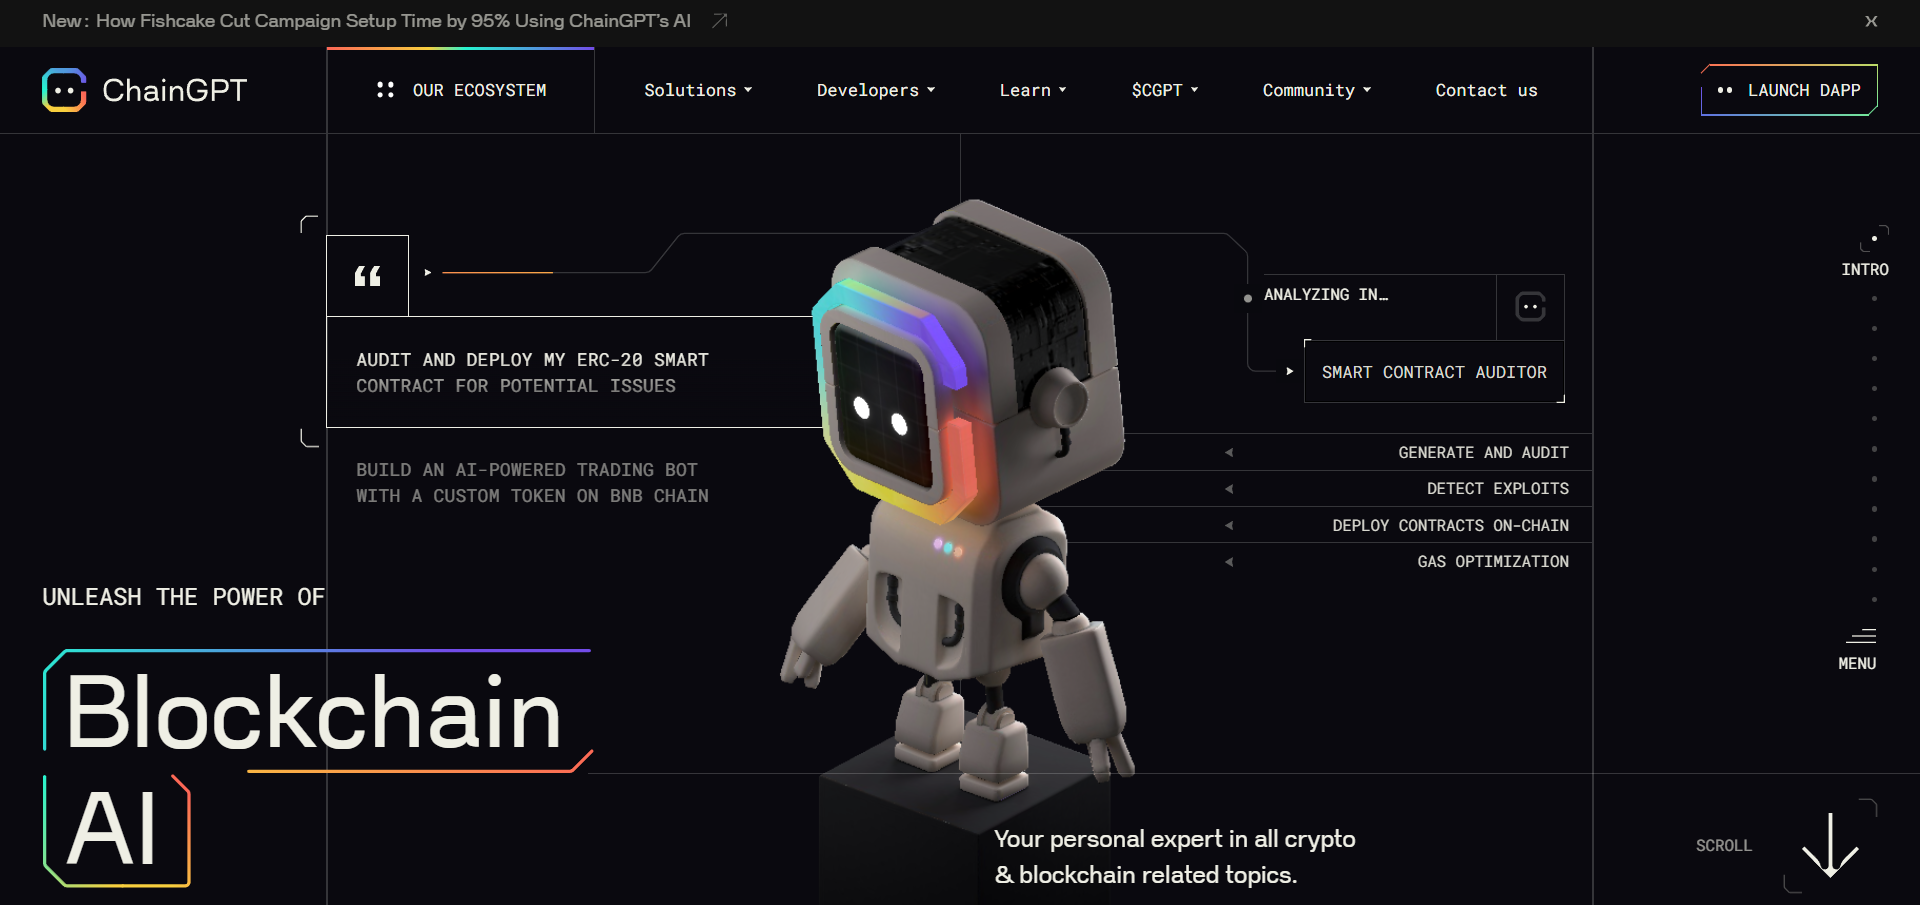 New: How Fishcake Cut Campaign Setup Time by 95% Using ChainGPT's AI
X
ChainGPT
OUR ECOSYSTEM
Solutions
Developers
Learn
$CGPT
Community
Contact us
LAUNCH DAPP
“
AUDIT AND DEPLOY MY ERC-20 SMART
CONTRACT FOR POTENTIAL ISSUES
BUILD AN AI-POWERED TRADING BOT
WITH A CUSTOM TOKEN ON BNB CHAIN
ANALYZING IN…
SMART CONTRACT AUDITOR
GENERATE AND AUDIT
DETECT EXPLOITS
DEPLOY CONTRACTS ON-CHAIN
GAS OPTIMIZATION
INTRO
MENU
UNLEASH THE POWER OF
Blockchain
AI
Your personal expert in all crypto
& blockchain related topics.
SCROLL